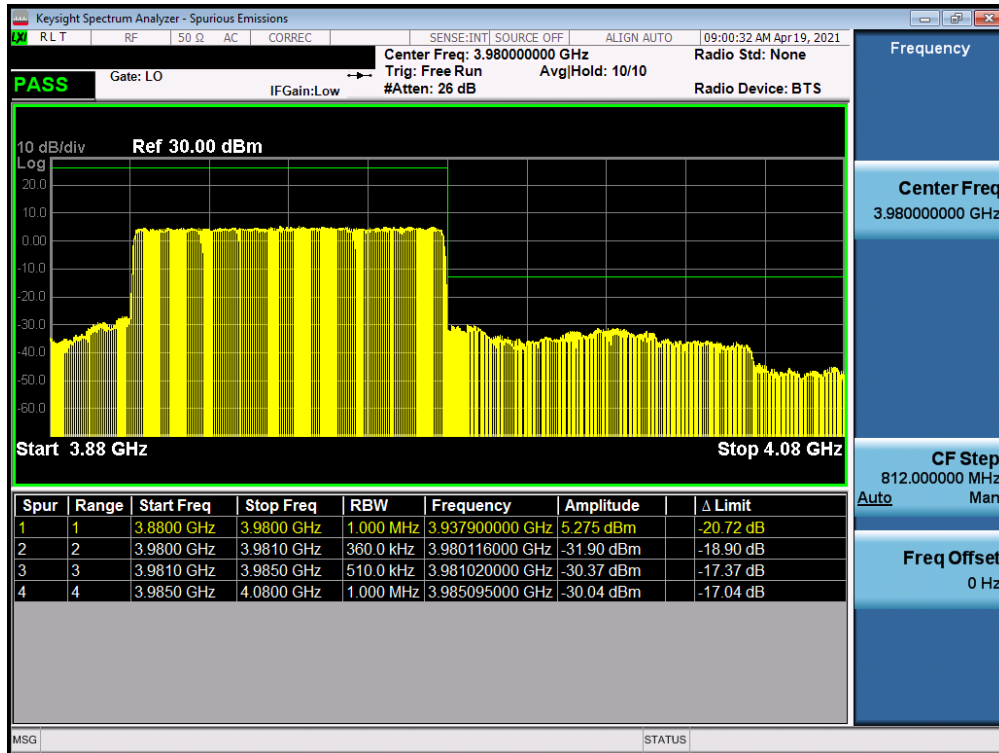 Keysight Spectrum Analyzer - Spurious Emissions
LXI RLT RF 50 Ω AC CORREC SENSE:INT SOURCE OFF ALIGN AUTO 09:00:32 AM Apr 19, 2021
Center Freq: 3.980000000 GHz Radio Std: None
Gate: LO Trig: Free Run Avg|Hold: 10/10
PASS IFGain:Low #Atten: 26 dB Radio Device: BTS
10 dB/div Ref 30.00 dBm
Log
20.0
10.0
0.00
-10.0
-20.0
-30.0
-40.0
-50.0
-60.0
Start 3.88 GHz Stop 4.08 GHz
Spur Range Start Freq Stop Freq RBW Frequency Amplitude Δ Limit
1 1 3.8800 GHz 3.9800 GHz 1.000 MHz 3.937900000 GHz 5.275 dBm -20.72 dB
2 2 3.9800 GHz 3.9810 GHz 360.0 kHz 3.980116000 GHz -31.90 dBm -18.90 dB
3 3 3.9810 GHz 3.9850 GHz 510.0 kHz 3.981020000 GHz -30.37 dBm -17.37 dB
4 4 3.9850 GHz 4.0800 GHz 1.000 MHz 3.985095000 GHz -30.04 dBm -17.04 dB
MSG STATUS
Frequency
Center Freq
3.980000000 GHz
CF Step
812.000000 MHz
Auto Man
Freq Offset
0 Hz